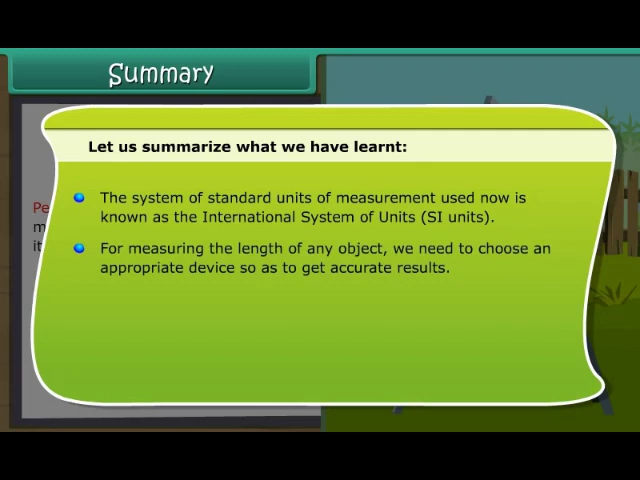 Summary
Let us summarize what we have learnt:
The system of standard units of measurement used now is
known as the International System of Units (SI units).
For measuring the length of any object, we need to choose an
appropriate device so as to get accurate results.
Pe
m
it